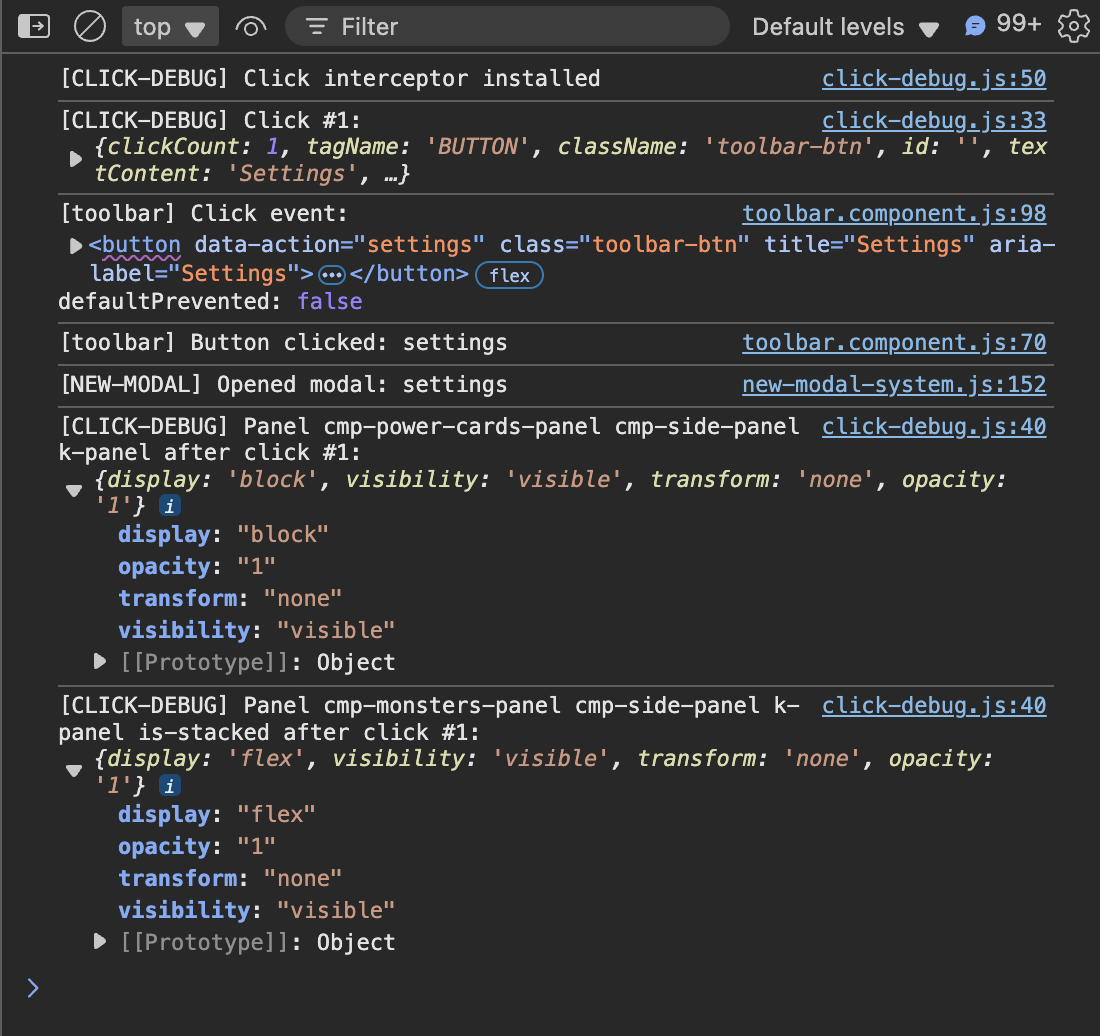 top
Filter
Default levels
99+
[CLICK-DEBUG] Click interceptor installed click-debug.js:50
[CLICK-DEBUG] Click #1: click-debug.js:33
{clickCount: 1, tagName: 'BUTTON', className: 'toolbar-btn', id: '', tex
tContent: 'Settings', …}
[toolbar] Click event: toolbar.component.js:98
<button data-action="settings" class="toolbar-btn" title="Settings" aria-
label="Settings">…</button> flex
defaultPrevented: false
[toolbar] Button clicked: settings toolbar.component.js:70
[NEW-MODAL] Opened modal: settings new-modal-system.js:152
[CLICK-DEBUG] Panel cmp-power-cards-panel cmp-side-panel click-debug.js:40
k-panel after click #1:
{display: 'block', visibility: 'visible', transform: 'none', opacity:
'1'} i
display: "block"
opacity: "1"
transform: "none"
visibility: "visible"
[[Prototype]]: Object
[CLICK-DEBUG] Panel cmp-monsters-panel cmp-side-panel k- click-debug.js:40
panel is-stacked after click #1:
{display: 'flex', visibility: 'visible', transform: 'none', opacity:
'1'} i
display: "flex"
opacity: "1"
transform: "none"
visibility: "visible"
[[Prototype]]: Object